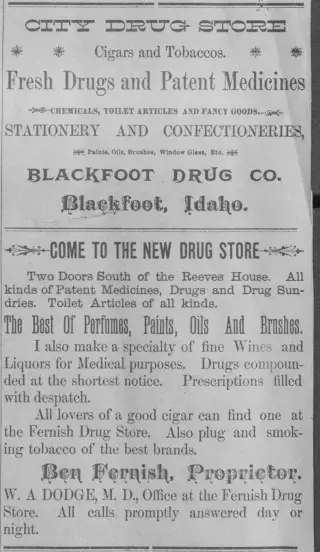 CITY DRUG STORE
Cigars and Tobaccos.
Fresh Drugs and Patent Medicines
CHEMICALS, TOILET ARTICLES AND FANCY GOODS...
STATIONERY AND CONFECTIONERIES,
Paints, Oils, Brushes, Window Glass, Etc.
BLACKFOOT DRUG CO.
Blackfoot, Idaho.
COME TO THE NEW DRUG STORE
Two Doors South of the Reeves House. All
kinds of Patent Medicines, Drugs and Drug Sun-
dries. Toilet Articles of all kinds.
The Best Of Perfumes, Paints, Oils And Brushes.
I also make a specialty of fine Wines and
Liquors for Medical purposes. Drugs compoun-
ded at the shortest notice. Prescriptions filled
with despatch.
All lovers of a good cigar can find one at
the Fernish Drug Store. Also plug and smok-
ing tobacco of the best brands.
Ben Fernish, Proprietor.
W. A DODGE, M. D., Office at the Fernish Drug
Store. All calls promptly answered day or
night.